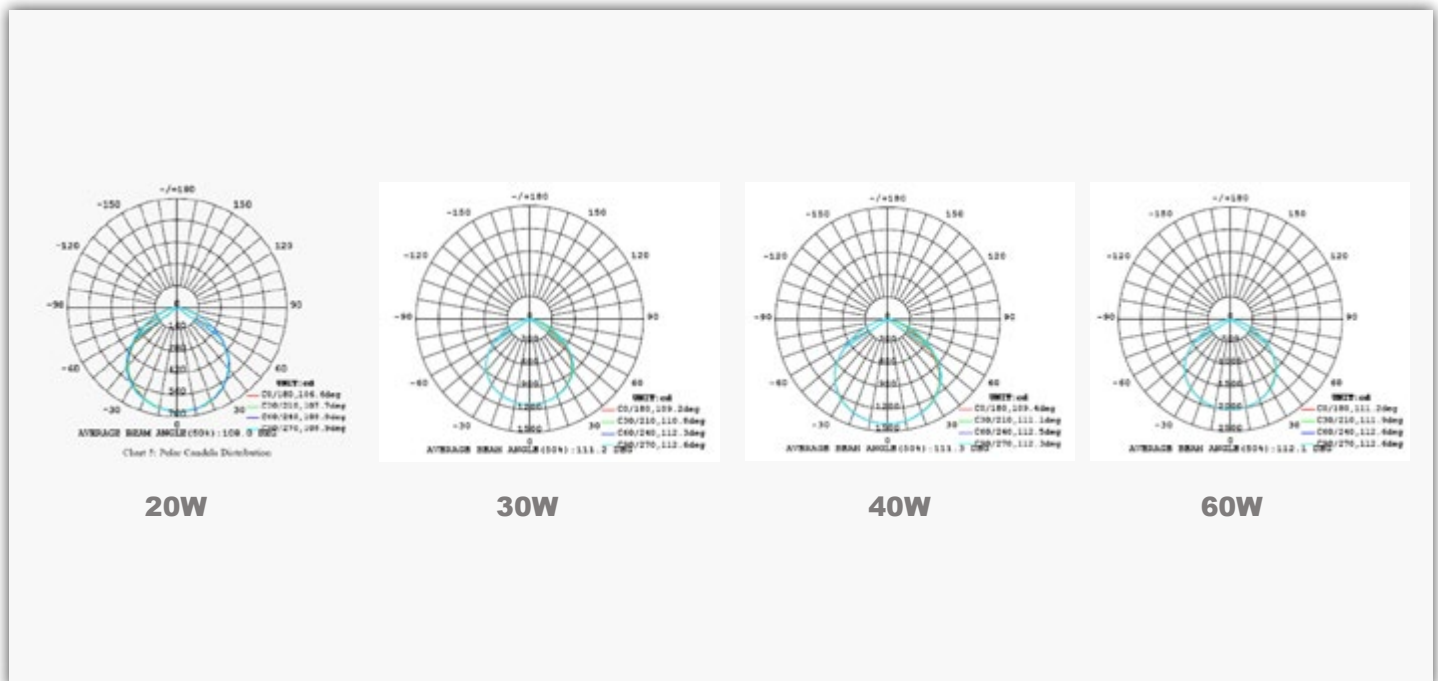 -/+180
-150 150
-120 120
-90 90
-60 60
-30 30
0
UNIT:cd
C0/180,106.6deg
AVERAGE BEAM ANGLE(50%):108.0 DEG
Chart 7: Polar Candela Distribution
20W
-/+180
-150 150
-120 120
-90 90
-60 60
-30 30
0
UNIT:cd
C0/180,109.2deg
C30/210,110.8deg
C60/240,112.3deg
C90/270,112.6deg
AVERAGE BEAM ANGLE(50%):111.2 DEG
30W
-/+180
-150 150
-120 120
-90 90
-60 60
-30 30
0
UNIT:cd
C0/180,109.4deg
C30/210,111.1deg
C60/240,112.5deg
C90/270,112.3deg
AVERAGE BEAM ANGLE(50%):111.3 DEG
40W
-/+180
-150 150
-120 120
-90 90
-60 60
-30 30
0
UNIT:cd
C0/180,111.2deg
C30/210,111.9deg
C60/240,112.6deg
C90/270,112.6deg
AVERAGE BEAM ANGLE(50%):112.1 DEG
60W